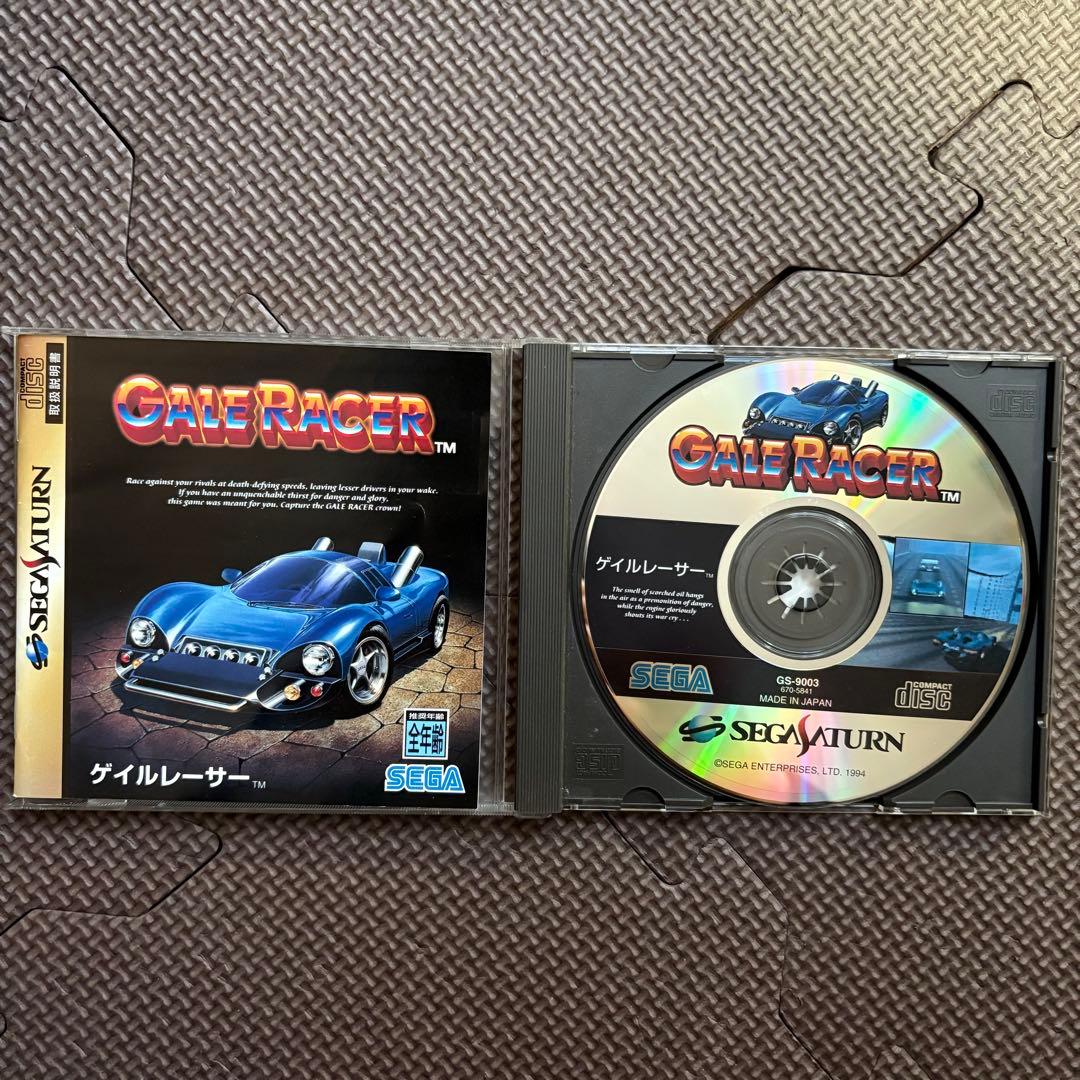 COMPACT
disc
取扱説明書
SEGA SATURN
GALE RACER™
Race against your rivals at death-defying speeds, leaving lesser drivers in your wake.
If you have an unquenchable thirst for danger and glory,
this game was meant for you. Capture the GALE RACER crown!
推奨年齢
全年齢
ゲイルレーサー™
SEGA
GALE RACER™
ゲイルレーサー™
The smell of scorched oil hangs
in the air as a premonition of danger,
while the engine gloriously
shouts its war cry . . .
SEGA
GS-9003
670-5841
MADE IN JAPAN
COMPACT
disc
SEGA SATURN
©SEGA ENTERPRISES, LTD. 1994
disc
disc